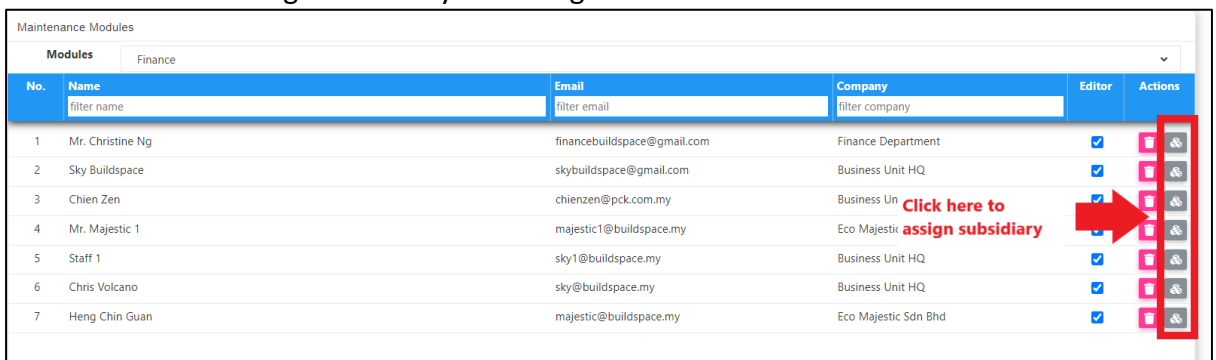 Maintenance Modules
Modules Finance
No. Name Email Company Editor Actions
filter name filter email filter company
1 Mr. Christine Ng financebuildspace@gmail.com Finance Department
2 Sky Buildspace skybuildspace@gmail.com Business Unit HQ
3 Chien Zen chienzen@pck.com.my Business Un
Click here to
assign subsidiary
4 Mr. Majestic 1 majestic1@buildspace.my Eco Majestic
5 Staff 1 sky1@buildspace.my Business Unit HQ
6 Chris Volcano sky@buildspace.my Business Unit HQ
7 Heng Chin Guan majestic@buildspace.my Eco Majestic Sdn Bhd